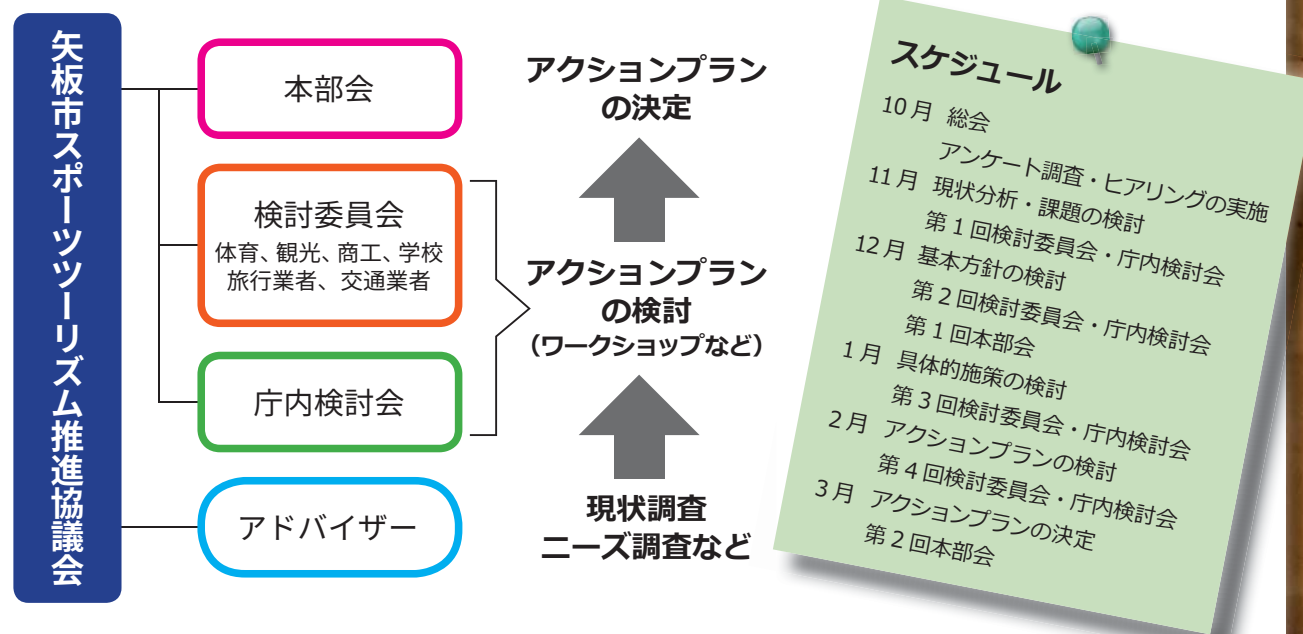 矢板市スポーツツーリズム推進協議会
本部会
検討委員会
体育、観光、商工、学校
旅行業者、交通業者
庁内検討会
アドバイザー
アクションプラン
の決定
アクションプラン
の検討
（ワークショップなど）
現状調査
ニーズ調査など
スケジュール
10月 総会
アンケート調査・ヒアリングの実施
11月 現状分析・課題の検討
第1回検討委員会・庁内検討会
12月 基本方針の検討
第2回検討委員会・庁内検討会
第1回本部会
1月 具体的施策の検討
第3回検討委員会・庁内検討会
2月 アクションプランの検討
第4回検討委員会・庁内検討会
3月 アクションプランの決定
第2回本部会